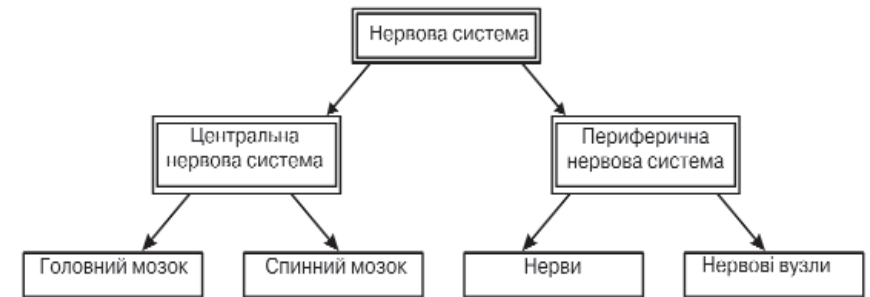 Нервова система
Центральна
нервова система
Периферична
нервова система
Головний мозок
Спинний мозок
Нерви
Нервові вузли